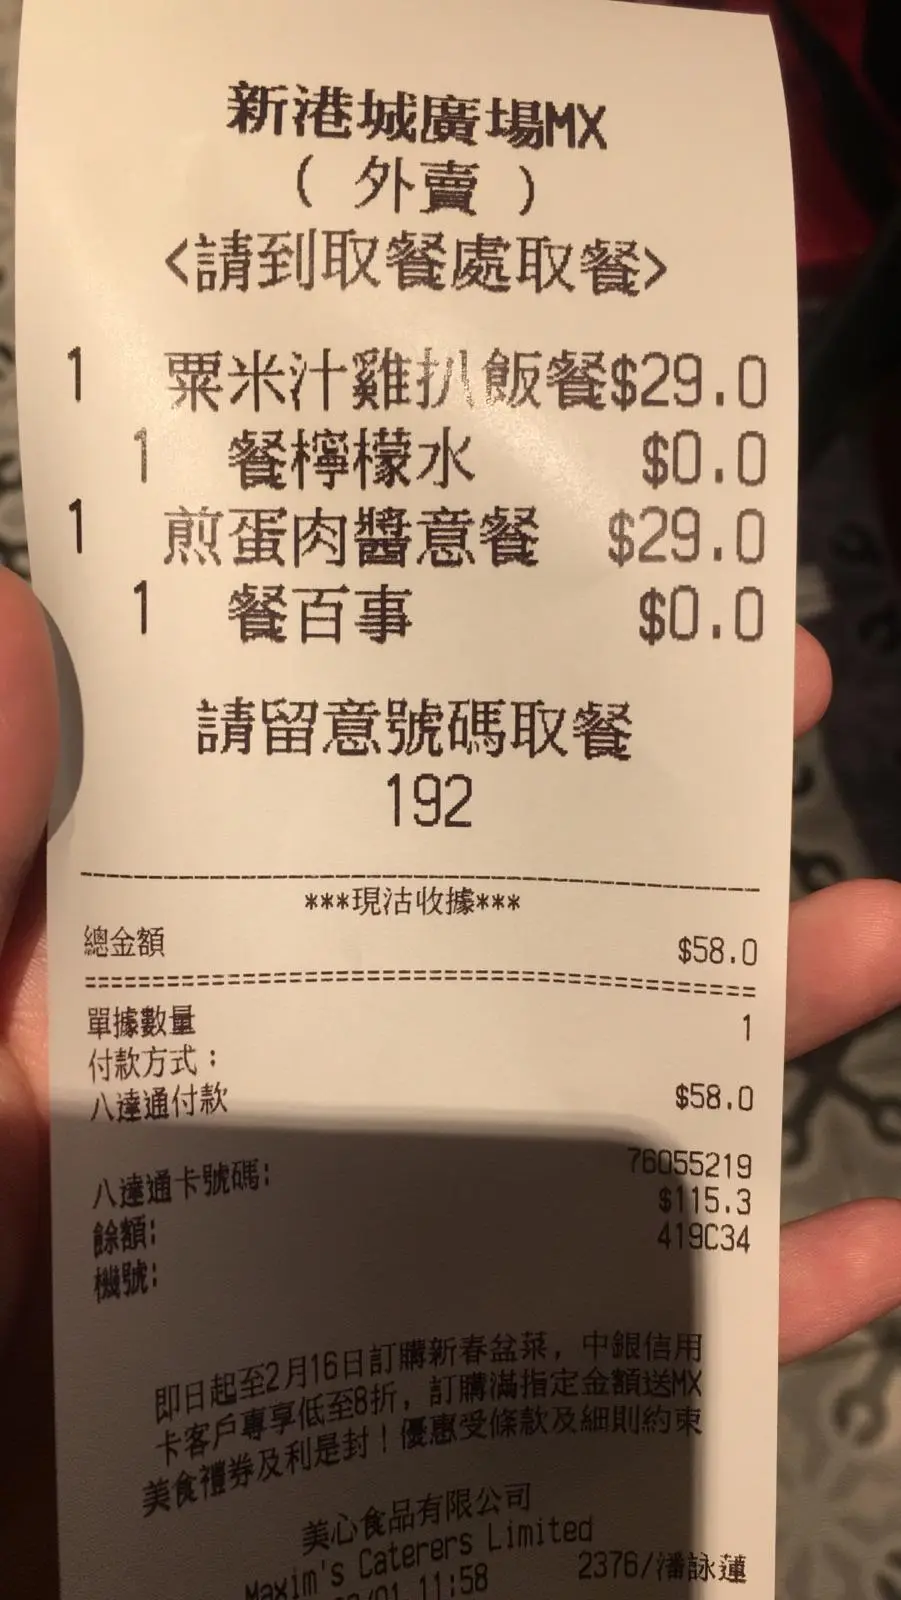 新港城廣場MX
( 外賣 )
<請到取餐處取餐>
1 粟米汁雞扒飯餐$29.0
1 餐檸檬水 $0.0
1 煎蛋肉醬意餐 $29.0
1 餐百事 $0.0
請留意號碼取餐
192
***現沽收據***
總金額 $58.0
單據數量 1
付款方式：
八達通付款 $58.0
八達通卡號碼: 76055219
餘額: $115.3
機號: 419C34
即日起至2月16日訂購新春盆菜，中銀信用
卡客戶專享低至8折，訂購滿指定金額送MX
美食禮券及利是封！優惠受條款及細則約束
美心食品有限公司
Maxim's Caterers Limited
/01 11:58 2376/潘詠蓮